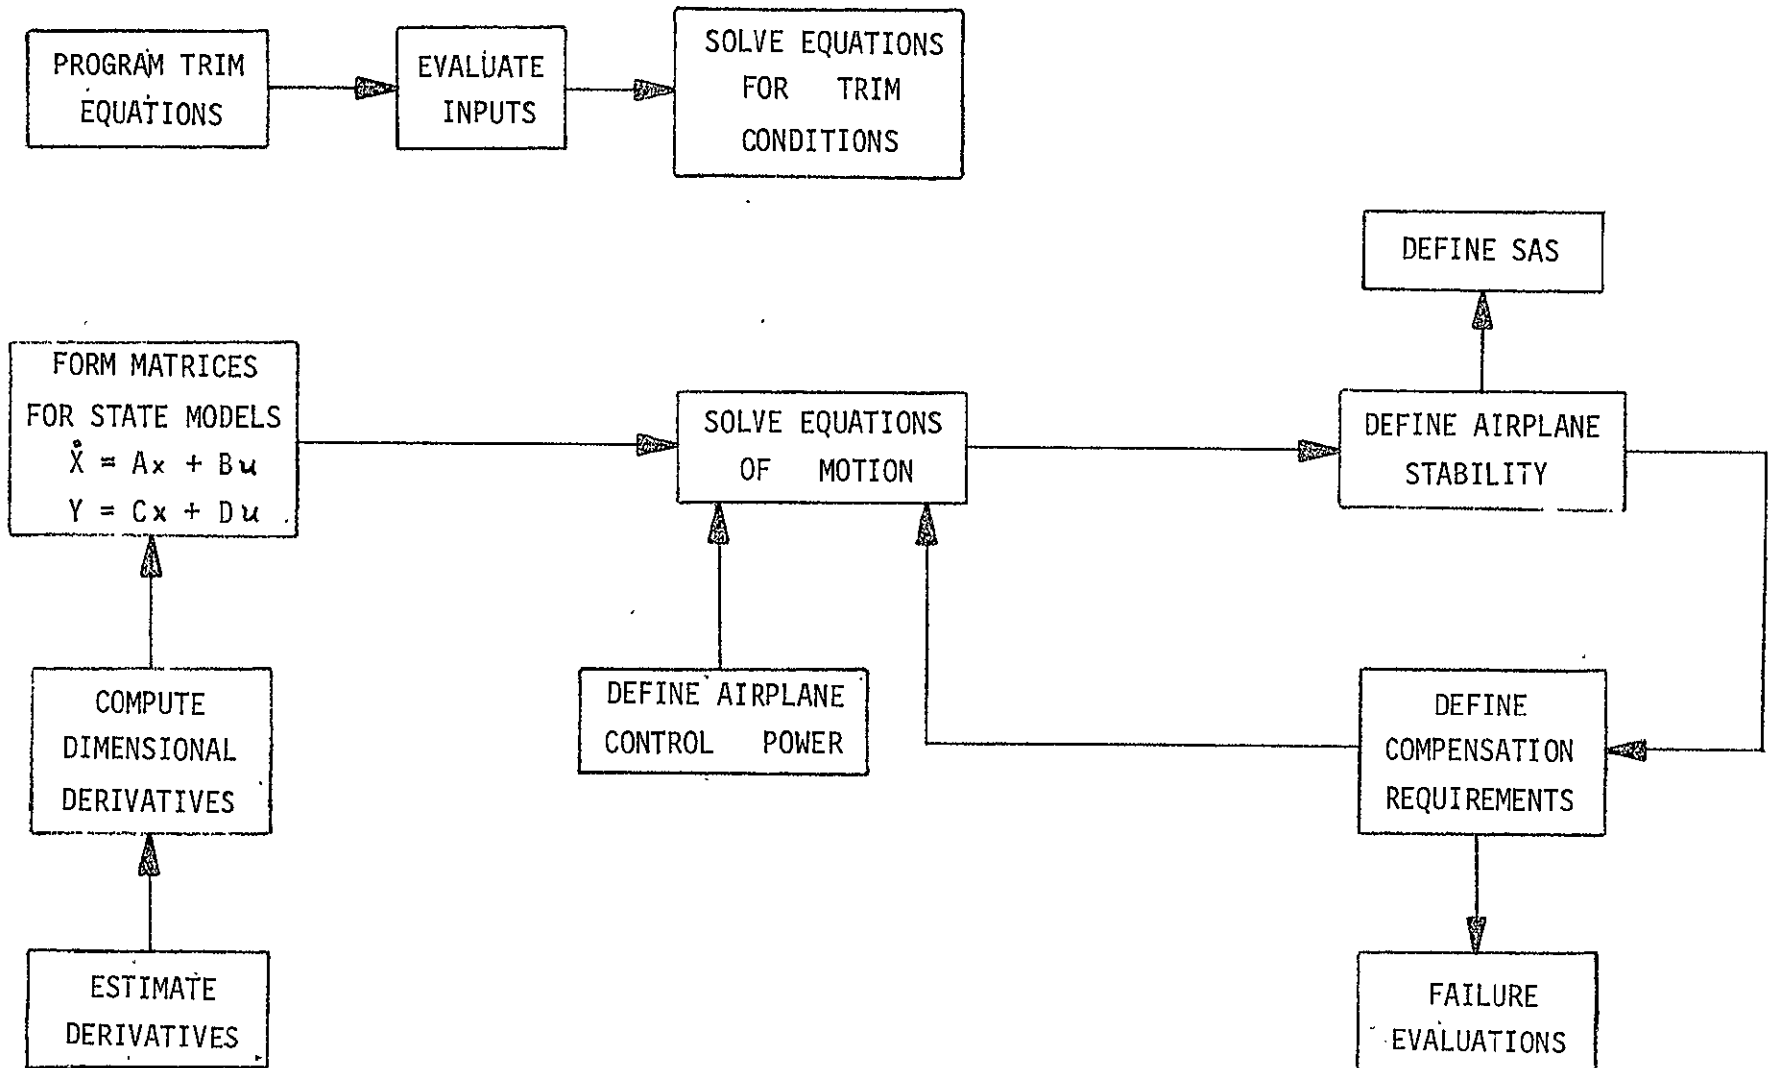 PROGRAM TRIM
EQUATIONS
EVALUATE
INPUTS
SOLVE EQUATIONS
FOR TRIM
CONDITIONS
DEFINE SAS
FORM MATRICES
FOR STATE MODELS
Ẋ = Ax + Bu
Y = Cx + Du
SOLVE EQUATIONS
OF MOTION
DEFINE AIRPLANE
STABILITY
COMPUTE
DIMENSIONAL
DERIVATIVES
DEFINE AIRPLANE
CONTROL POWER
DEFINE
COMPENSATION
REQUIREMENTS
ESTIMATE
DERIVATIVES
FAILURE
EVALUATIONS